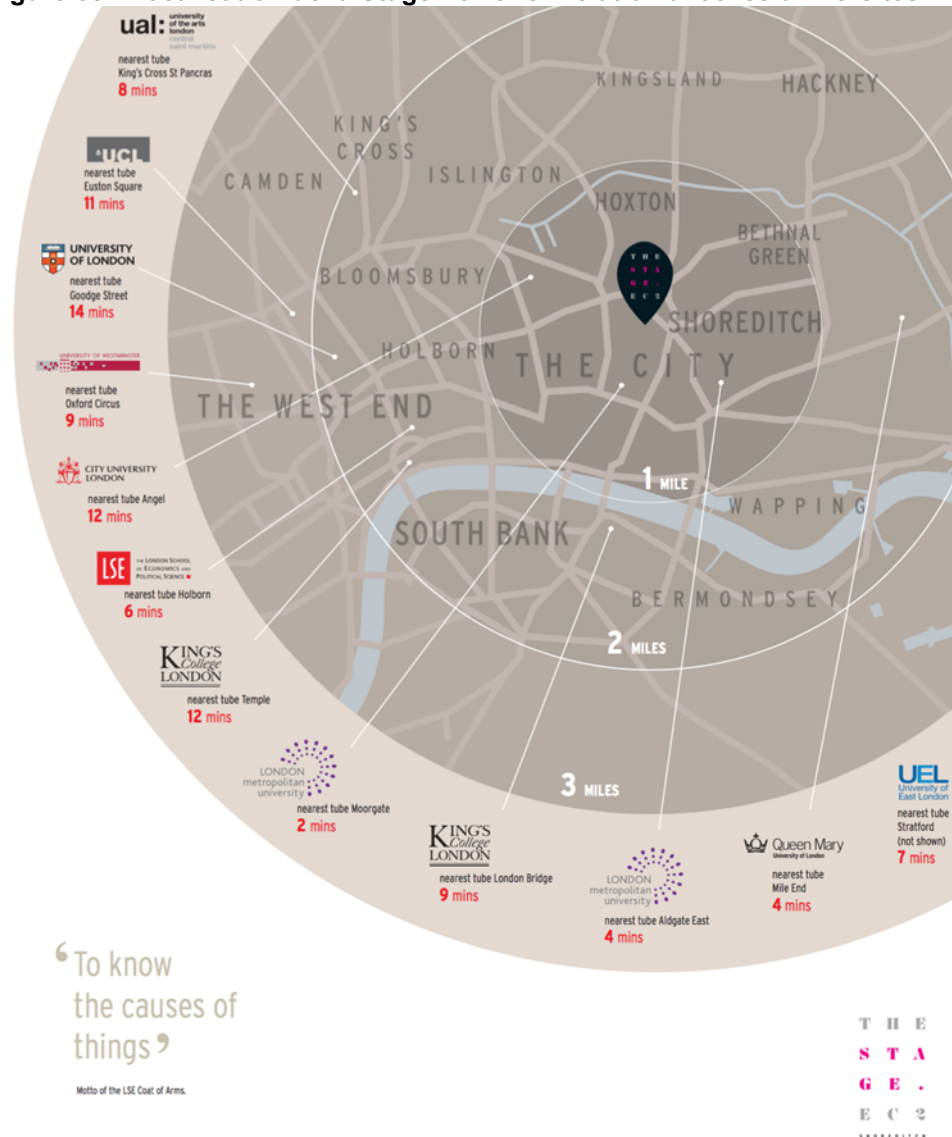 ual: university
of the arts
london
central
saint martins
nearest tube
King's Cross St Pancras
8 mins
UCL
nearest tube
Euston Square
11 mins
UNIVERSITY
OF LONDON
nearest tube
Goodge Street
14 mins
UNIVERSITY OF WESTMINSTER
nearest tube
Oxford Circus
9 mins
CITY UNIVERSITY
LONDON
nearest tube Angel
12 mins
LSE THE LONDON SCHOOL
OF ECONOMICS AND
POLITICAL SCIENCE
nearest tube Holborn
6 mins
KING'S
College
LONDON
nearest tube Temple
12 mins
LONDON
metropolitan
university
nearest tube Moorgate
2 mins
KING'S
College
LONDON
nearest tube London Bridge
9 mins
LONDON
metropolitan
university
nearest tube Aldgate East
4 mins
Queen Mary
University of London
nearest tube
Mile End
4 mins
UEL
University of
East London
nearest tube
Stratford
(not shown)
7 mins
KINGSLAND
HACKNEY
KING'S
CROSS
CAMDEN
ISLINGTON
HOXTON
BETHNAL
GREEN
BLOOMSBURY
THE
STA
GE.
EC2
SHOREDITCH
HOLBORN
THE CITY
THE WEST END
1 MILE
WAPPING
SOUTH BANK
BERMONDSEY
2 MILES
3 MILES
‘To know
the causes of
things’
Motto of the LSE Coat of Arms.
THE
STA
GE.
EC2